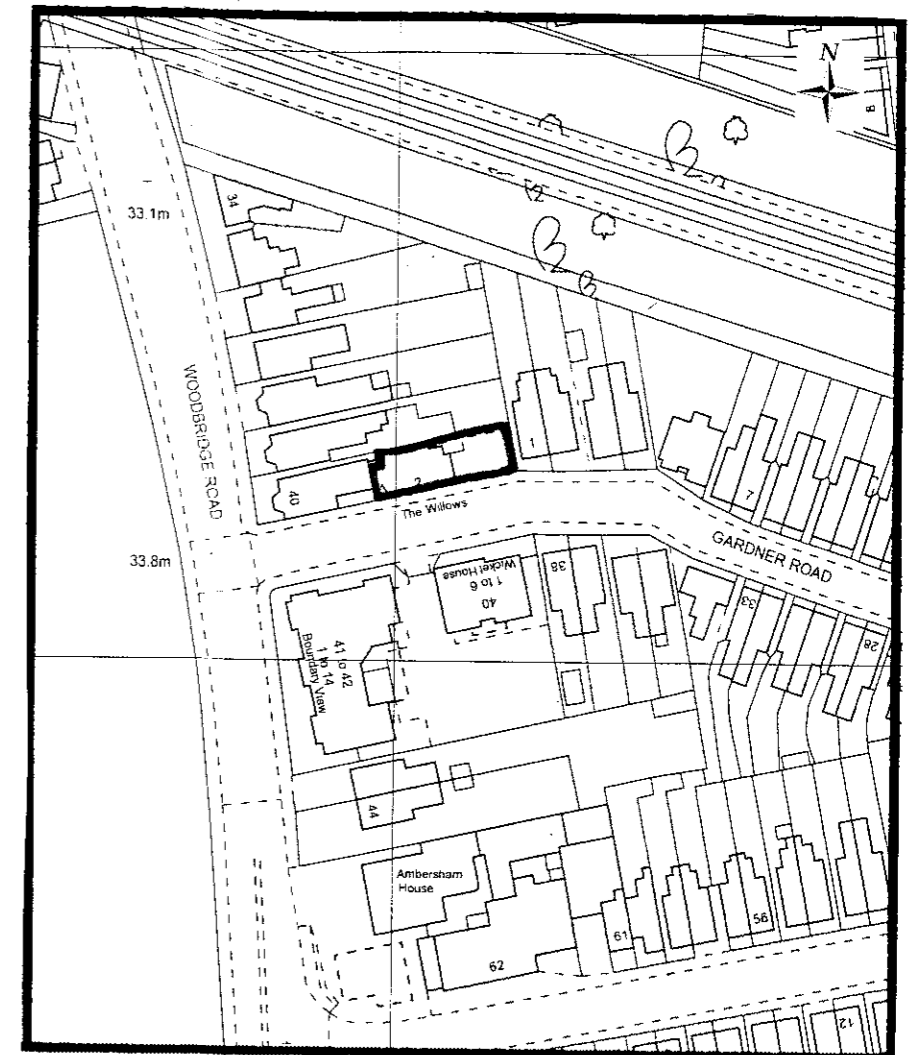 N
8
34
33.1m
WOODBRIDGE ROAD
1
2
40
The Willows
7
GARDNER ROAD
33.8m
Wicket House
1 to 6
40
38
33
28
41 to 42
1 to 14
Boundary View
44
Ambersham
House
62
61
56
12